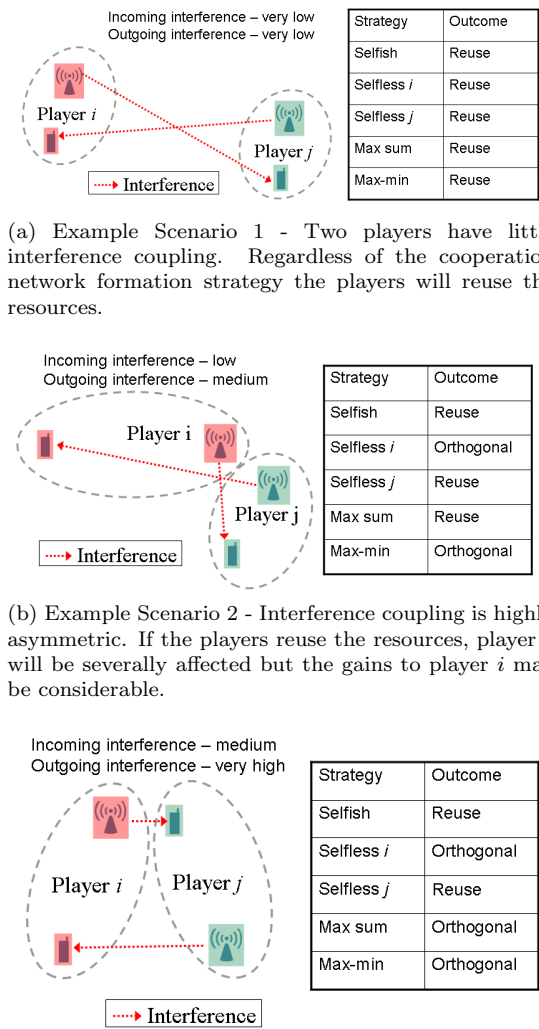 Incoming interference – very low
Outgoing interference – very low
Player i
Player j
Interference
Strategy Outcome
Selfish Reuse
Selfless i Reuse
Selfless j Reuse
Max sum Reuse
Max-min Reuse
(a) Example Scenario 1 - Two players have litt
interference coupling. Regardless of the cooperatio
network formation strategy the players will reuse th
resources.
Incoming interference – low
Outgoing interference – medium
Player i
Player j
Interference
Strategy Outcome
Selfish Reuse
Selfless i Orthogonal
Selfless j Reuse
Max sum Reuse
Max-min Orthogonal
(b) Example Scenario 2 - Interference coupling is highl
asymmetric. If the players reuse the resources, player
will be severally affected but the gains to player i ma
be considerable.
Incoming interference – medium
Outgoing interference – very high
Player i
Player j
Interference
Strategy Outcome
Selfish Reuse
Selfless i Orthogonal
Selfless j Reuse
Max sum Orthogonal
Max-min Orthogonal